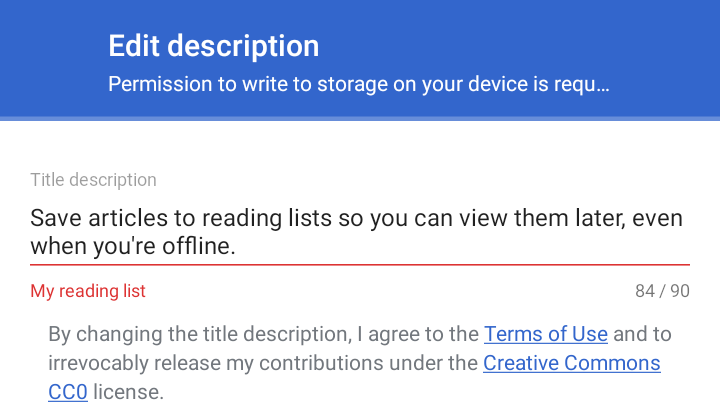 Edit description
Permission to write to storage on your device is requ…
Title description
Save articles to reading lists so you can view them later, even
when you're offline.
My reading list
84 / 90
By changing the title description, I agree to the Terms of Use and to
irrevocably release my contributions under the Creative Commons
CC0 license.